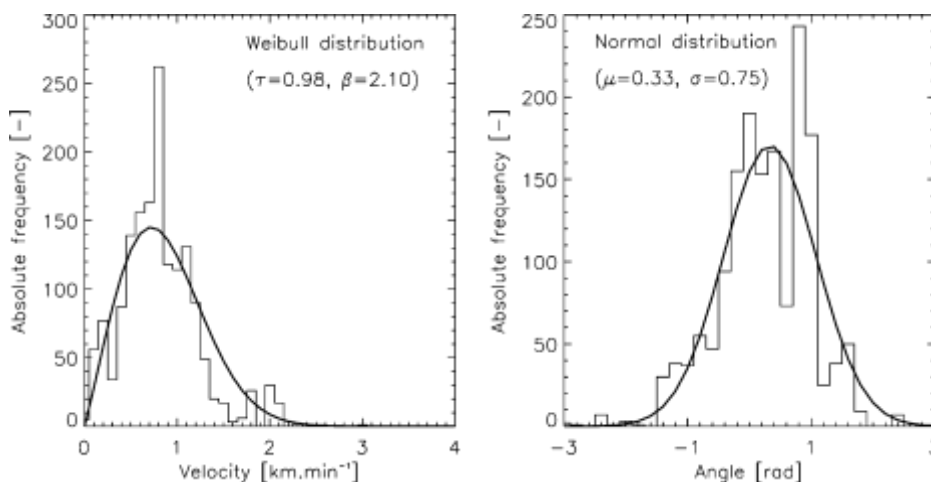 Weibull distribution
(τ=0.98, β=2.10)
Absolute frequency [-]
300
250
200
150
100
50
0
0
1
2
3
4
Velocity [km.min⁻¹]
Normal distribution
(μ=0.33, σ=0.75)
Absolute frequency [-]
250
200
150
100
50
0
-3
-1
1
3
Angle [rad]